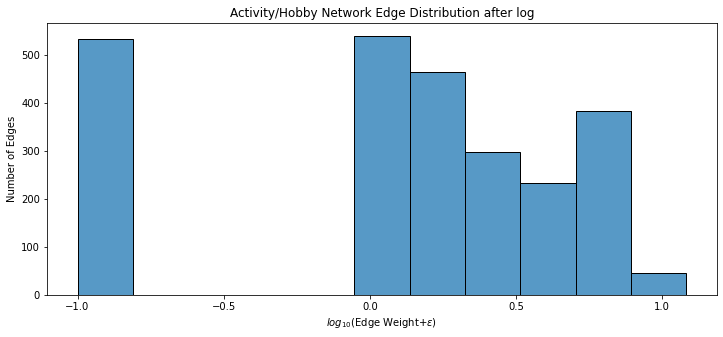 Activity/Hobby Network Edge Distribution after log
Number of Edges
500
400
300
200
100
0
−1.0 −0.5 0.0 0.5 1.0
log₁₀(Edge Weight+ε)